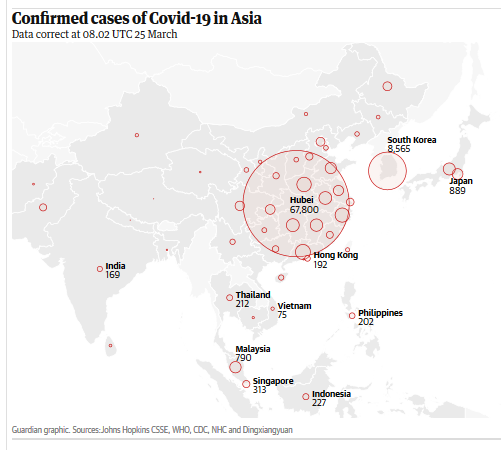 Confirmed cases of Covid-19 in Asia
Data correct at 08.02 UTC 25 March
South Korea
8,565
Japan
889
Hubei
67,800
Hong Kong
192
India
169
Thailand
212
Vietnam
75
Philippines
202
Malaysia
790
Singapore
313
Indonesia
227
Guardian graphic. Sources:Johns Hopkins CSSE, WHO, CDC, NHC and Dingxiangyuan